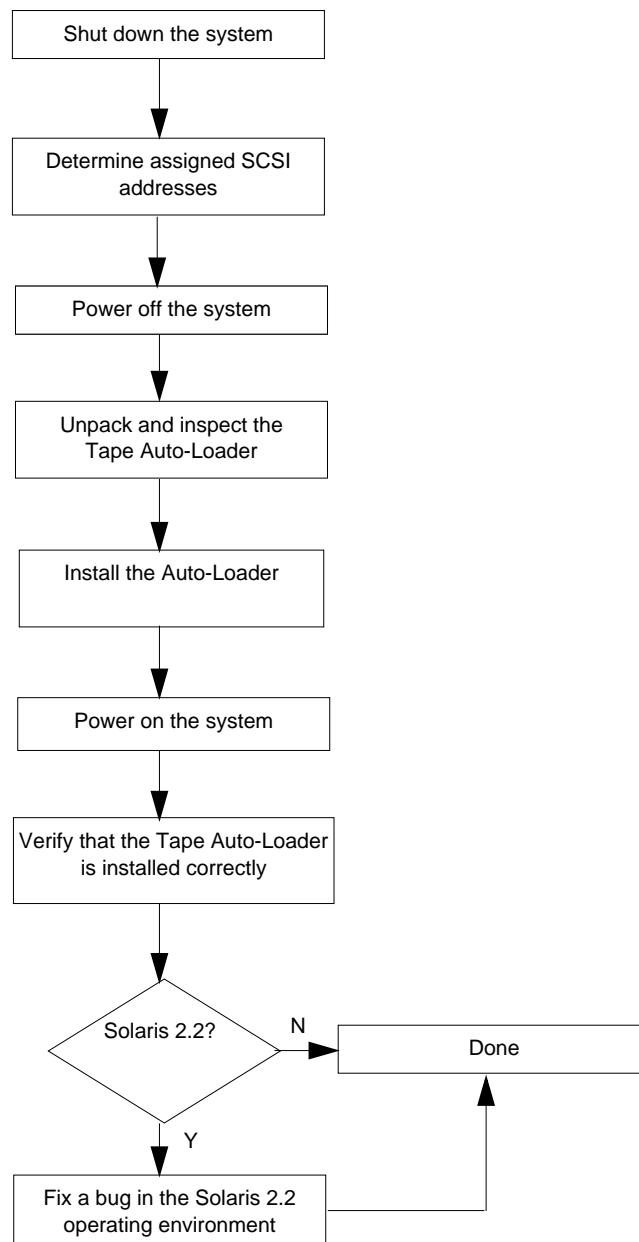 Shut down the system
Determine assigned SCSI
addresses
Power off the system
Unpack and inspect the
Tape Auto-Loader
Install the Auto-Loader
Power on the system
Verify that the Tape Auto-Loader
is installed correctly
Solaris 2.2?
N
Done
Y
Fix a bug in the Solaris 2.2
operating environment